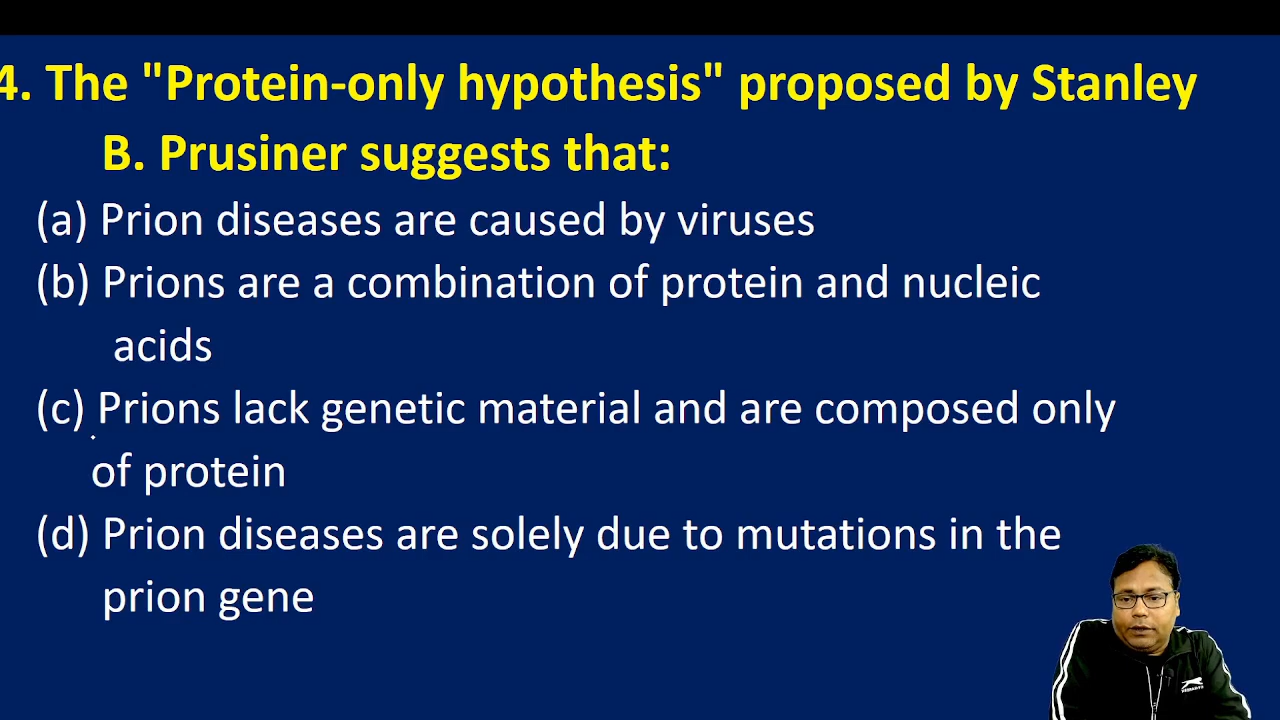 4. The "Protein-only hypothesis" proposed by Stanley
B. Prusiner suggests that:
(a) Prion diseases are caused by viruses
(b) Prions are a combination of protein and nucleic
acids
(c) Prions lack genetic material and are composed only
of protein
(d) Prion diseases are solely due to mutations in the
prion gene